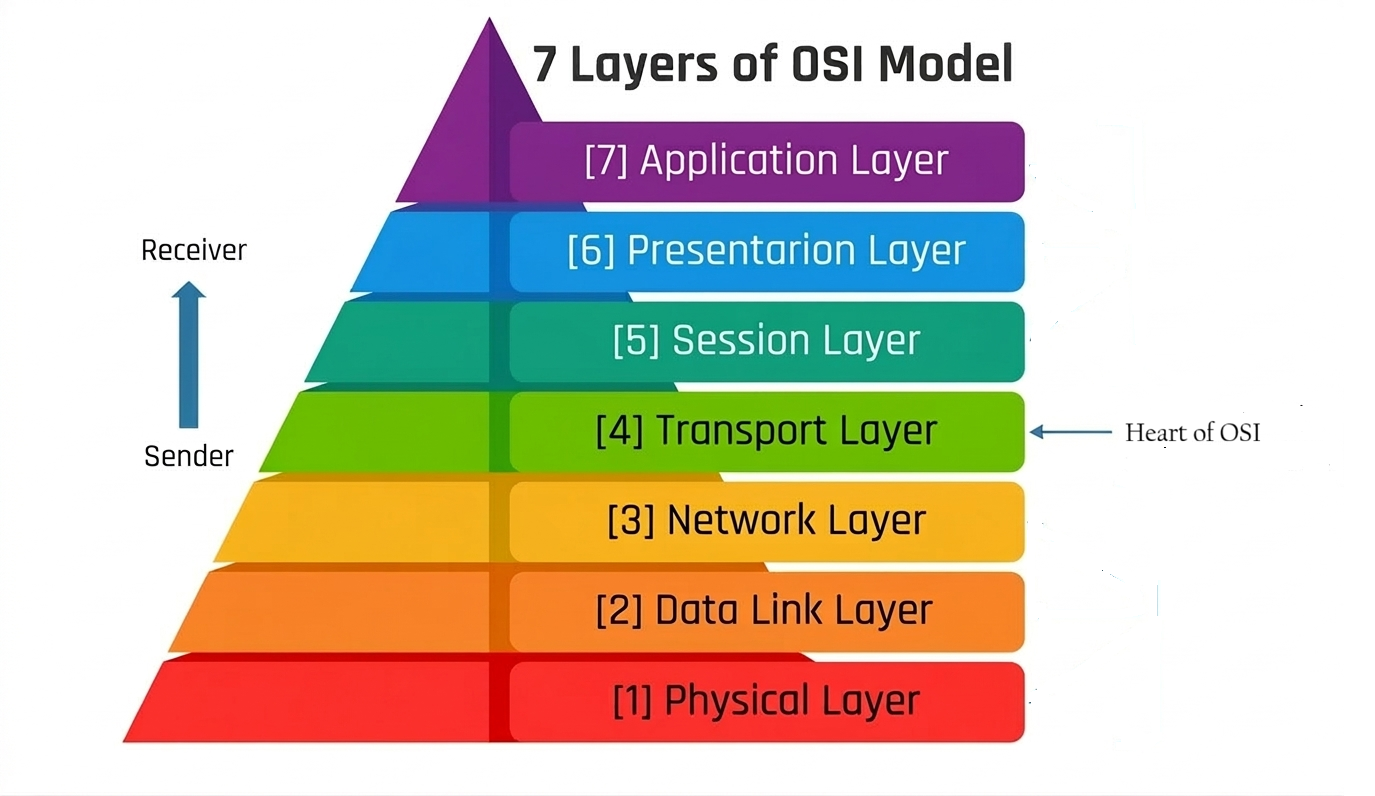 7 Layers of OSI Model
[7] Application Layer
[6] Presentarion Layer
Receiver
[5] Session Layer
[4] Transport Layer
Heart of OSI
Sender
[3] Network Layer
[2] Data Link Layer
[1] Physical Layer